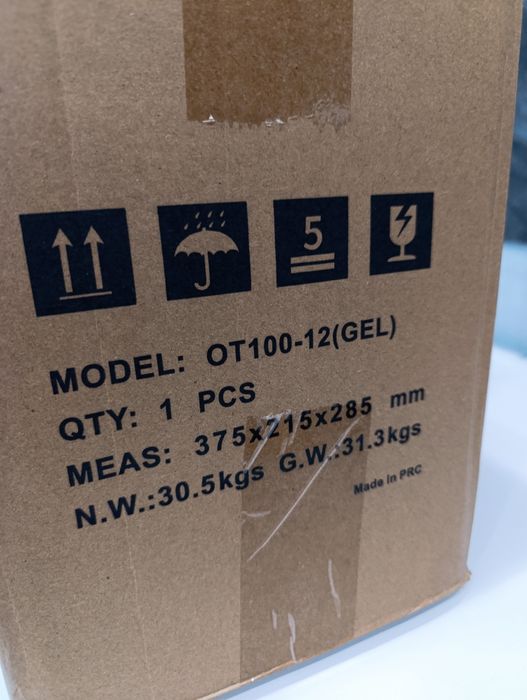 5
MODEL: OT100-12(GEL)
QTY: 1 PCS
MEAS: 375x215x285 mm
N.W.:30.5kgs G.W.:31.3kgs
Made in PRC